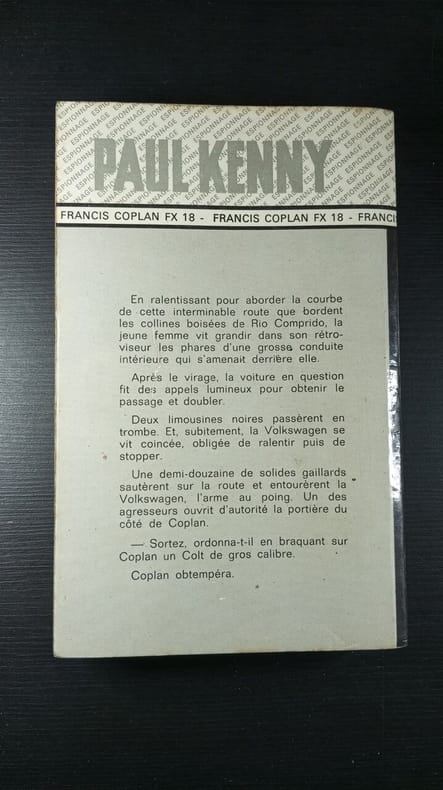 ESPIONNAGE ESPIONNAGE ESPIONNAGE ESPIONNAGE
PAUL KENNY
FRANCIS COPLAN FX 18 - FRANCIS COPLAN FX 18 - FRANCI
En ralentissant pour aborder la courbe
de cette interminable route que bordent
les collines boisées de Rio Comprido, la
jeune femme vit grandir dans son rétro-
viseur les phares d'une grosse conduite
intérieure qui s'amenait derrière elle.
Après le virage, la voiture en question
fit des appels lumineux pour obtenir le
passage et doubler.
Deux limousines noires passèrent en
trombe. Et, subitement, la Volkswagen se
vit coincée, obligée de ralentir puis de
stopper.
Une demi-douzaine de solides gaillards
sautèrent sur la route et entourèrent la
Volkswagen, l'arme au poing. Un des
agresseurs ouvrit d'autorité la portière du
côté de Coplan.
— Sortez, ordonna-t-il en braquant sur
Coplan un Colt de gros calibre.
Coplan obtempéra.